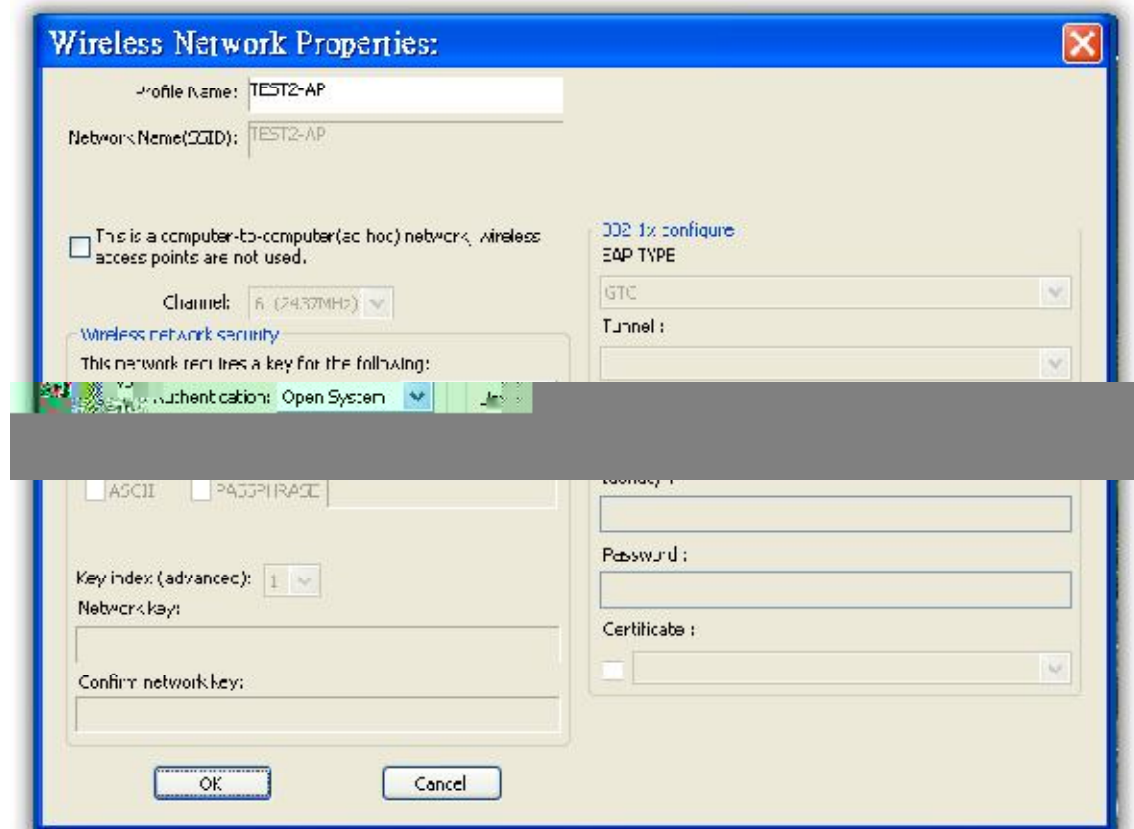 Wireless Network Properties:
Profile Name: TEST2-AP
Network Name(SSID): TEST2-AP
This is a computer-to-computer(ad hoc) network, wireless
access points are not used.
Channel: 6 (2437MHz)
Wireless network security
This network requires a key for the following:
Authentication: Open System
ASCII PASSPHRASE
Key index (advanced): 1
Network key:
Confirm network key:
OK Cancel
802.1x configure
EAP TYPE
GTC
Tunnel :
Identity :
Password :
Certificate :